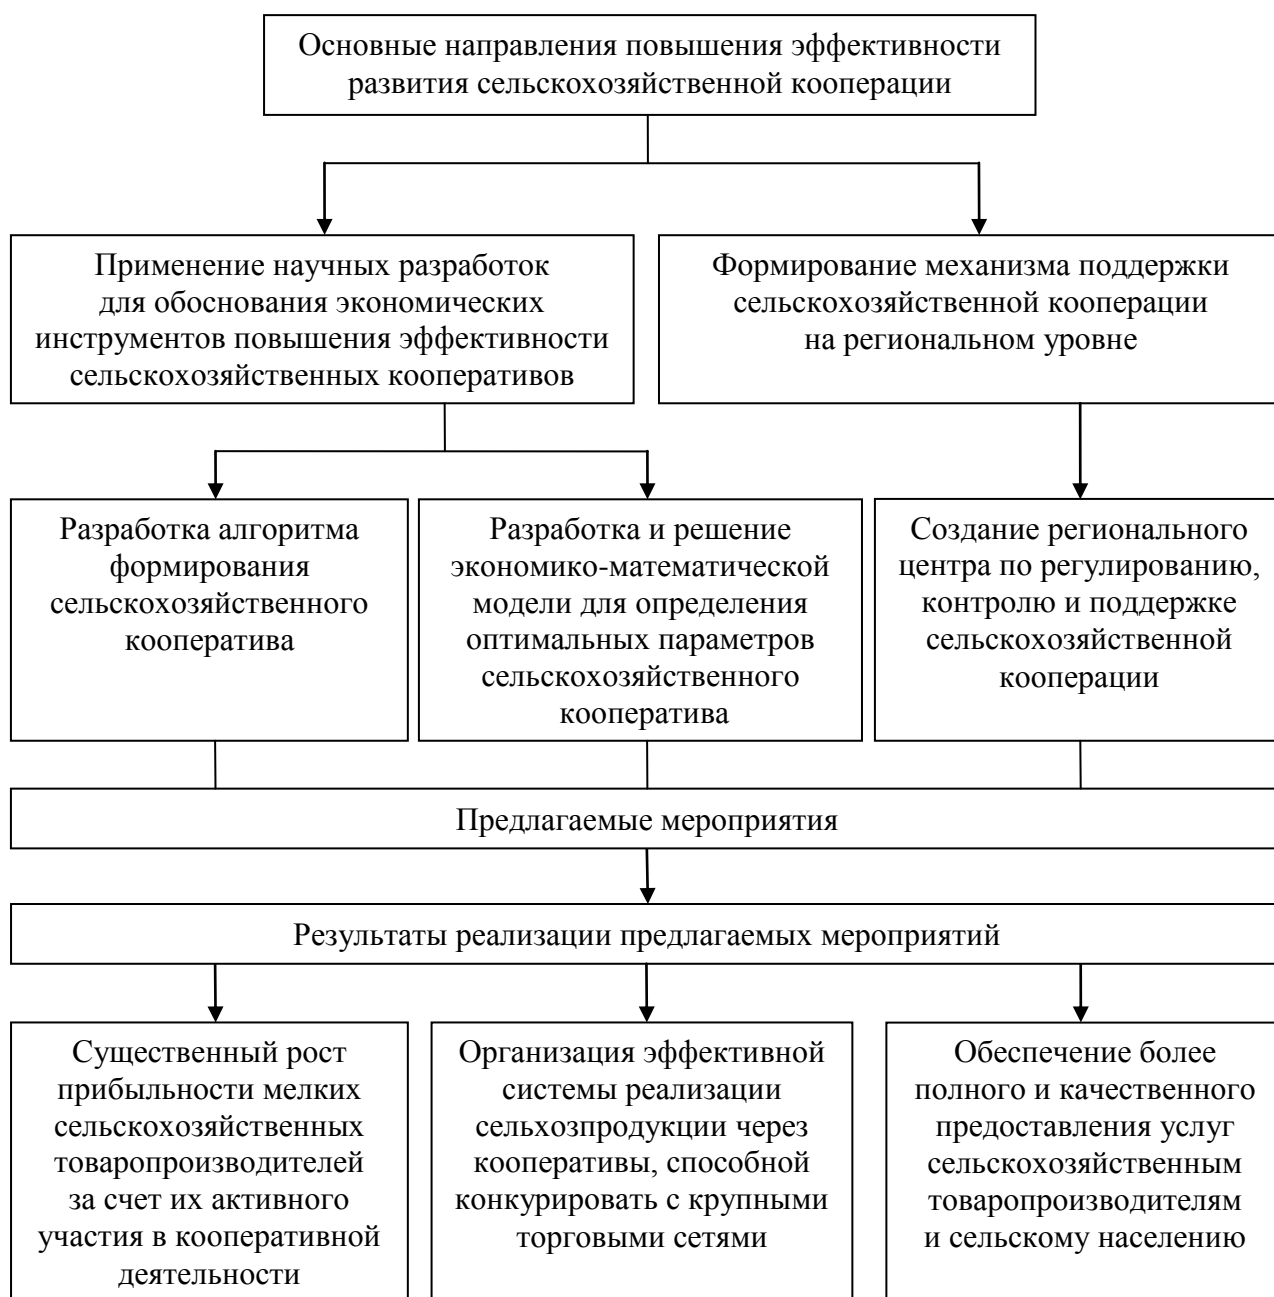 Основные направления повышения эффективности
развития сельскохозяйственной кооперации
Применение научных разработок
для обоснования экономических
инструментов повышения эффективности
сельскохозяйственных кооперативов
Формирование механизма поддержки
сельскохозяйственной кооперации
на региональном уровне
Разработка алгоритма
формирования
сельскохозяйственного
кооператива
Разработка и решение
экономико-математической
модели для определения
оптимальных параметров
сельскохозяйственного
кооператива
Создание регионального
центра по регулированию,
контролю и поддержке
сельскохозяйственной
кооперации
Предлагаемые мероприятия
Результаты реализации предлагаемых мероприятий
Существенный рост
прибыльности мелких
сельскохозяйственных
товаропроизводителей
за счет их активного
участия в кооперативной
деятельности
Организация эффективной
системы реализации
сельхозпродукции через
кооперативы, способной
конкурировать с крупными
торговыми сетями
Обеспечение более
полного и качественного
предоставления услуг
сельскохозяйственным
товаропроизводителям
и сельскому населению